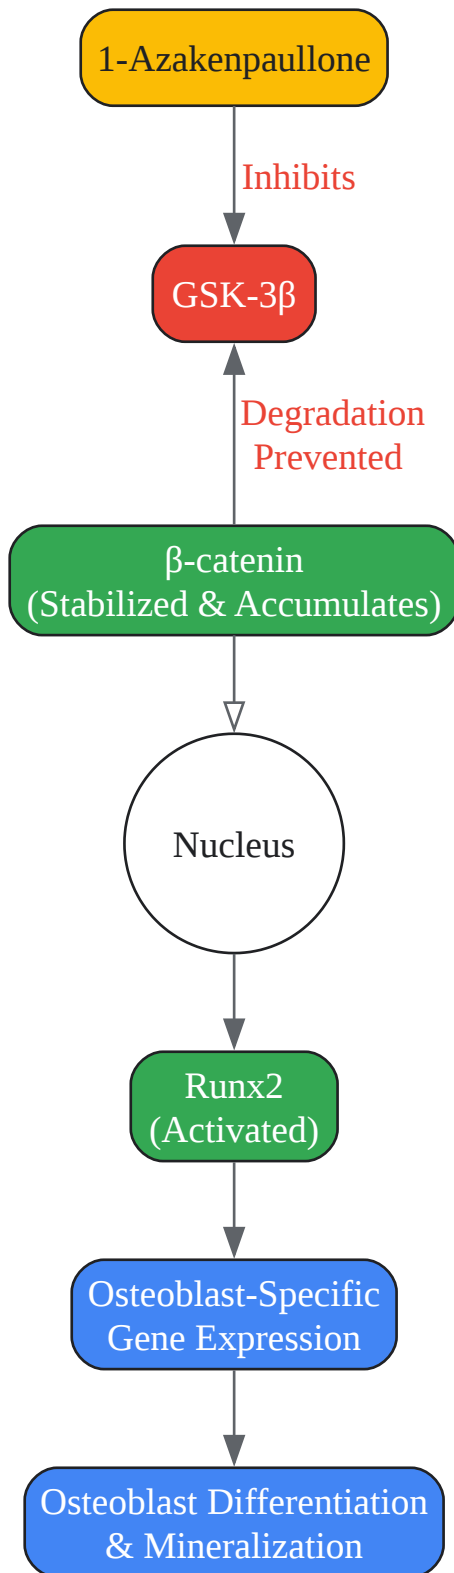 1-Azakenpaullone
Inhibits
GSK-3β
Degradation
Prevented
β-catenin
(Stabilized & Accumulates)
Nucleus
Runx2
(Activated)
Osteoblast-Specific
Gene Expression
Osteoblast Differentiation
& Mineralization